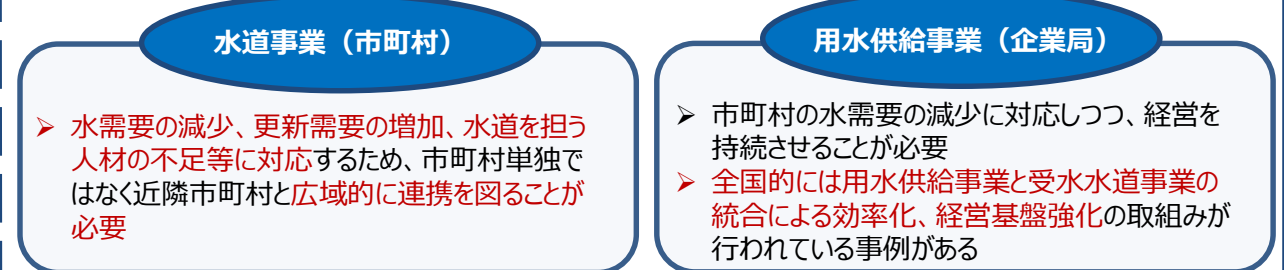 水道事業（市町村）
➢ 水需要の減少、更新需要の増加、水道を担う
人材の不足等に対応するため、市町村単独で
はなく近隣市町村と広域的に連携を図ることが
必要
用水供給事業（企業局）
➢ 市町村の水需要の減少に対応しつつ、経営を
持続させることが必要
➢ 全国的には用水供給事業と受水水道事業の
統合による効率化、経営基盤強化の取組みが
行われている事例がある